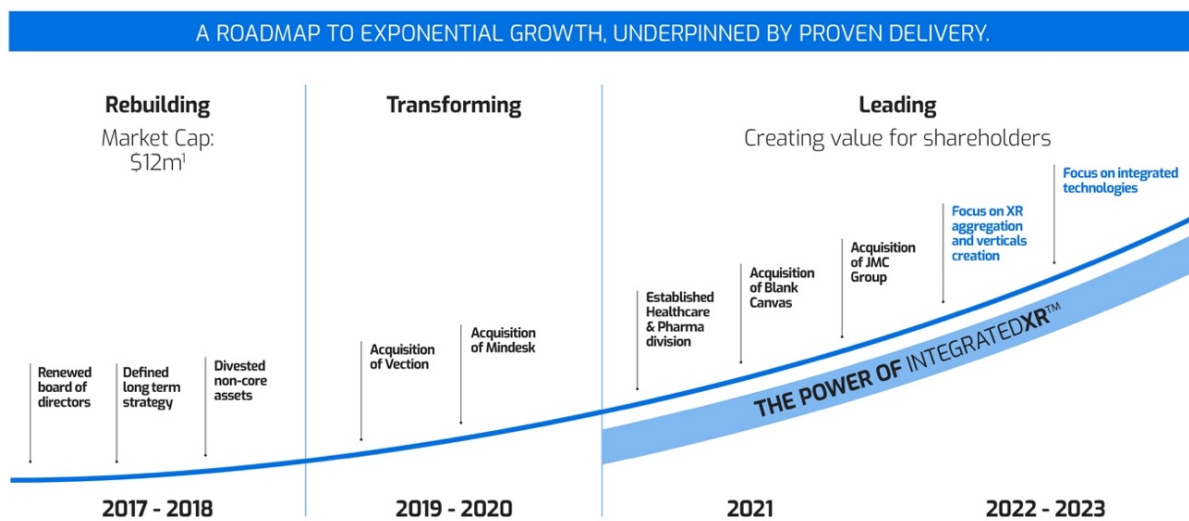 A ROADMAP TO EXPONENTIAL GROWTH, UNDERPINNED BY PROVEN DELIVERY.
Rebuilding
Market Cap:
$12m¹
Transforming
Leading
Creating value for shareholders
Renewed
board of
directors
Defined
long term
strategy
Divested
non-core
assets
Acquisition
of Vection
Acquisition
of Mindesk
Established
Healthcare
& Pharma
division
Acquisition
of Blank
Canvas
Acquisition
of JMC
Group
Focus on XR
aggregation
and verticals
creation
Focus on integrated
technologies
THE POWER OF INTEGRATEDXR™
2017 - 2018
2019 - 2020
2021
2022 - 2023